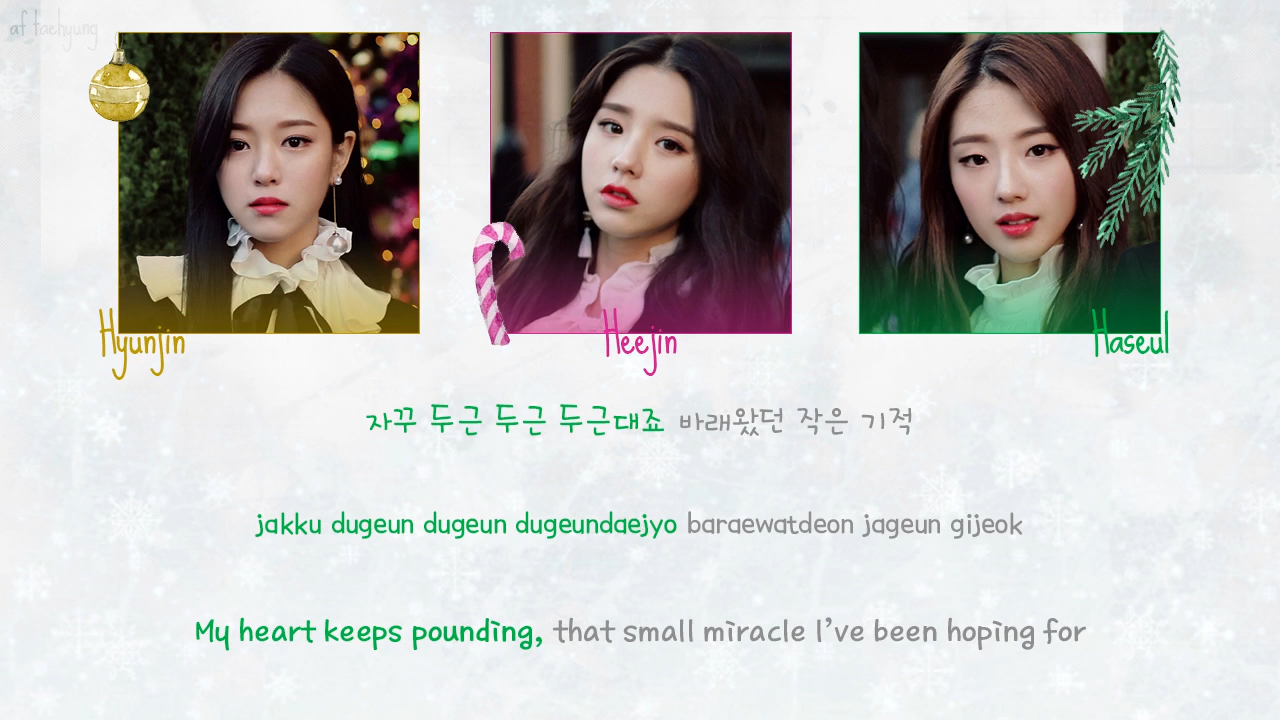 af taehyung
Hyunjin
Heejin
Haseul
자꾸 두근 두근 두근대죠 바래왔던 작은 기적
jakku dugeun dugeun dugeundaejyo baraewatdeon jageun gijeok
My heart keeps pounding, that small miracle I've been hoping for